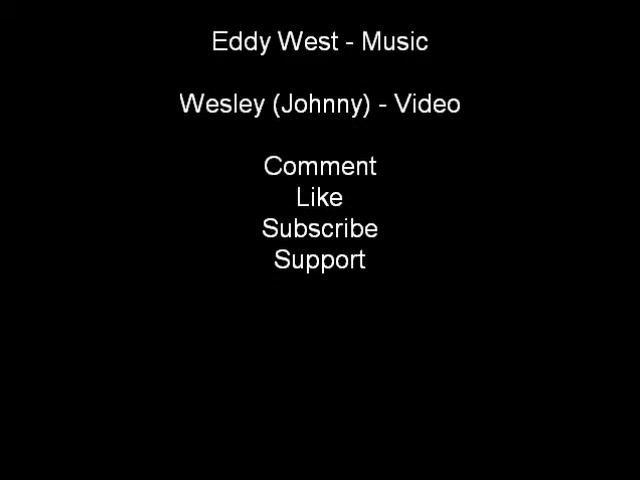 Eddy West - Music
Wesley (Johnny) - Video
Comment
Like
Subscribe
Support